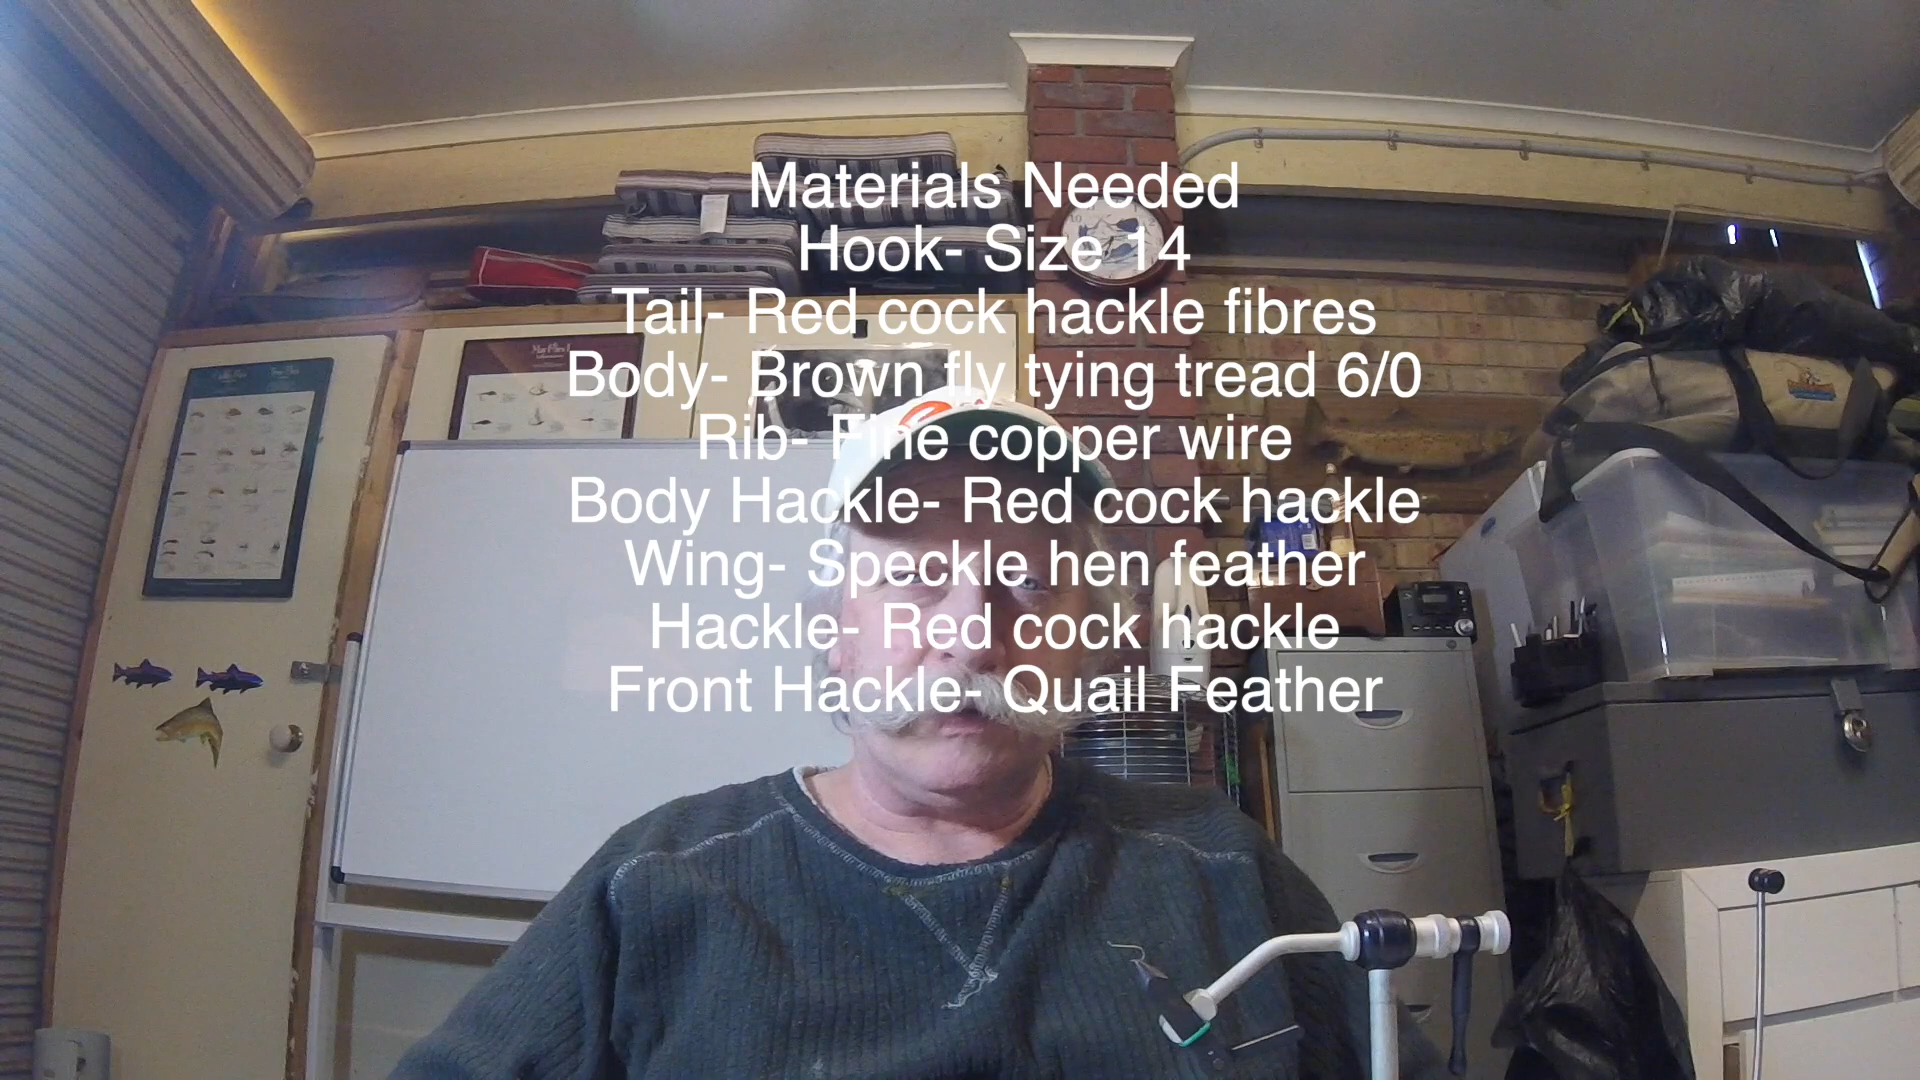 Materials Needed
Hook- Size 14
Tail- Red cock hackle fibres
Body- Brown fly tying tread 6/0
Rib- Fine copper wire
Body Hackle- Red cock hackle
Wing- Speckle hen feather
Hackle- Red cock hackle
Front Hackle- Quail Feather